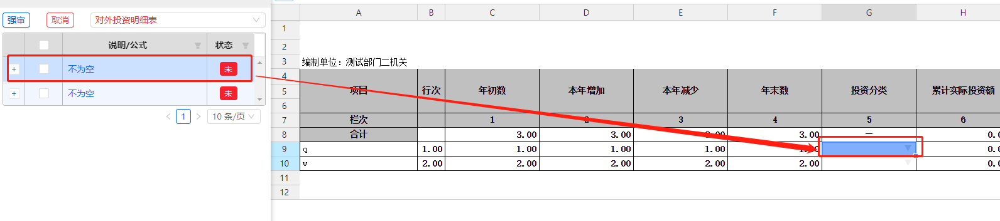 强审 取消 对外投资明细表
说明/公式 状态
+ 不为空 未
+ 不为空 未
< 1 > 10 条/页
A B C D E F G H
1
2
3 编制单位：测试部门二机关
4
5 项目 行次 年初数 本年增加 本年减少 年末数 投资分类 累计实际投资额
6
7 栏次 1 2 3 4 5 6
8 合计 3.00 3.00 3.00 3.00 — 0.0
9 q 1.00 1.00 1.00 1.00 1.00 0.0
10 w 2.00 2.00 2.00 2.00 2.00 0.0
11
12